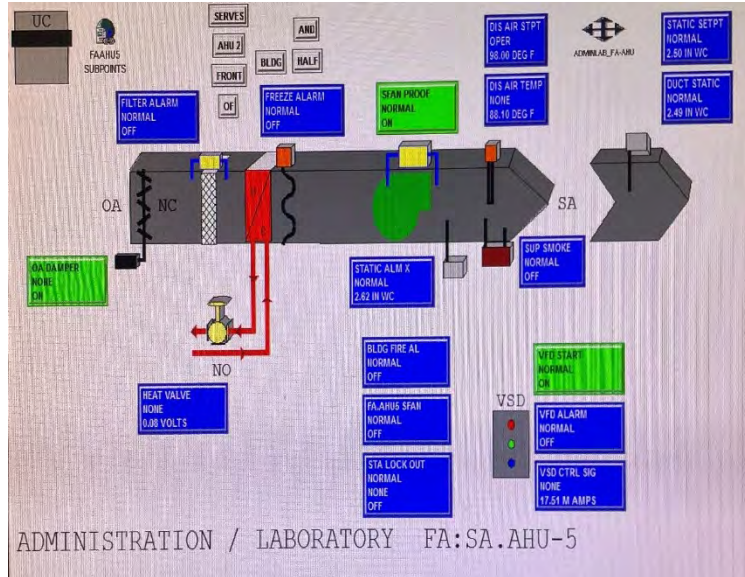 UC
FAAHU5
SUBPOINTS
SERVES
AHU 2
FRONT
OF
BLDG
AND
HALF
DIS AIR STPT
OPER
98.00 DEG F
ADMINLAB_FA-AHU
STATIC SETPT
NORMAL
2.50 IN WC
FILTER ALARM
NORMAL
OFF
FREEZE ALARM
NORMAL
OFF
SFAN PROOF
NORMAL
ON
DIS AIR TEMP
NONE
88.10 DEG F
DUCT STATIC
NORMAL
2.49 IN WC
OA
NC
SA
OA DAMPER
NONE
ON
STATIC ALM X
NORMAL
2.62 IN WC
SUP SMOKE
NORMAL
OFF
NO
BLDG FIRE AL
NORMAL
OFF
VFD START
NORMAL
ON
HEAT VALVE
NONE
0.08 VOLTS
FA.AHU5 SFAN
NORMAL
OFF
VSD
VFD ALARM
NORMAL
OFF
STA LOCK OUT
NORMAL
NONE
OFF
VSD CTRL SIG
NONE
17.51 M AMPS
ADMINISTRATION / LABORATORY FA:SA.AHU-5